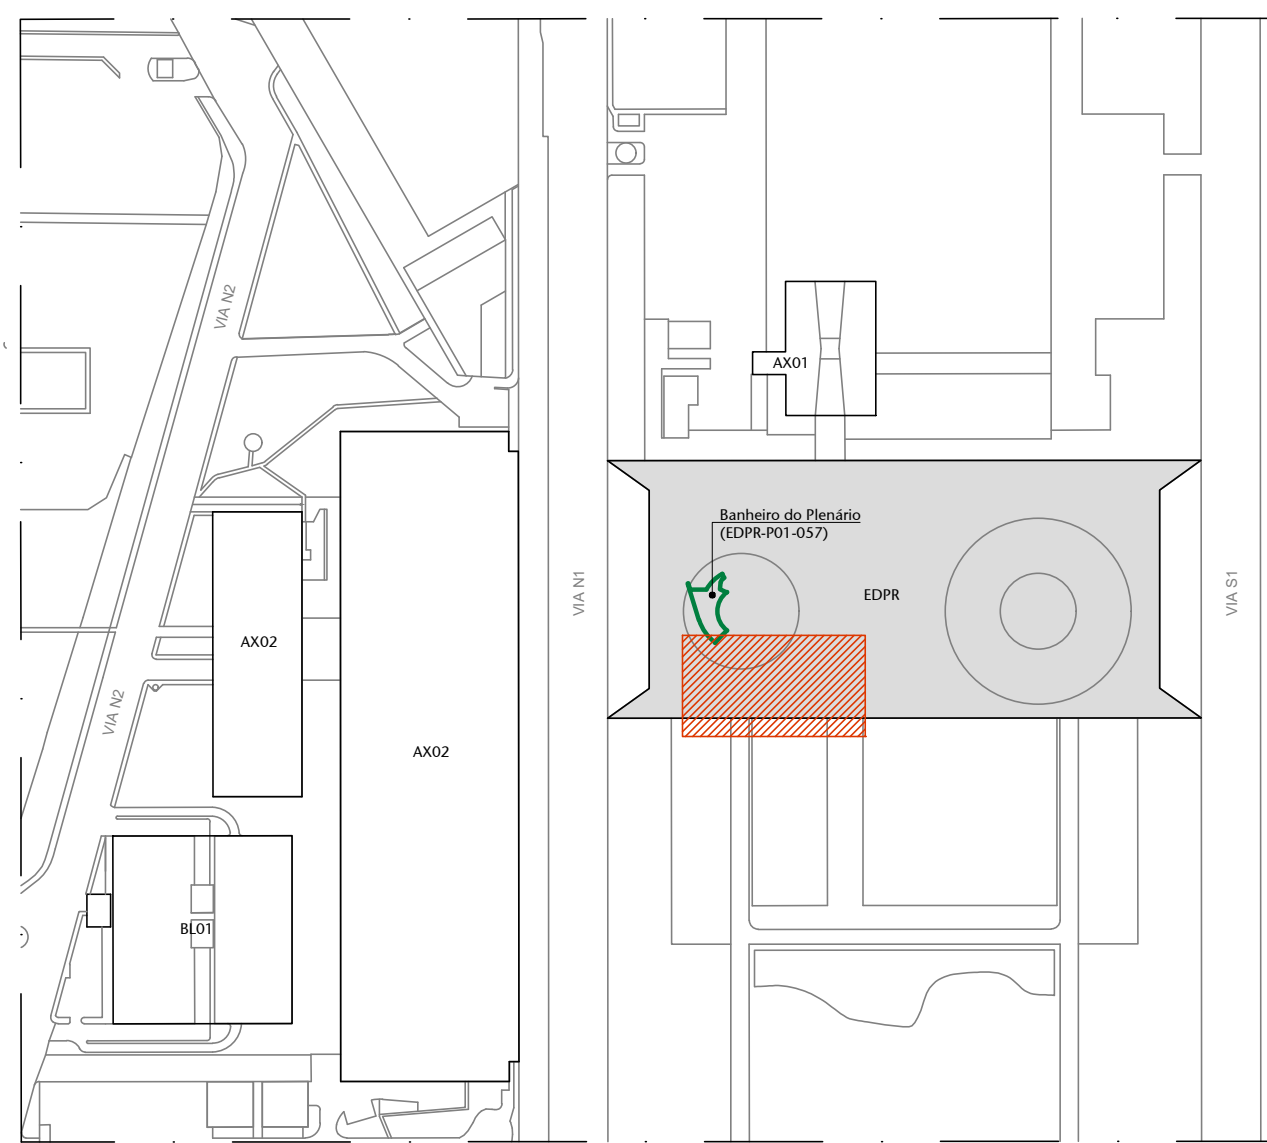 VIA N2
AX01
Banheiro do Plenário
(EDPR-P01-057)
VIA N1
EDPR
VIA S1
AX02
VIA N2
AX02
BL01